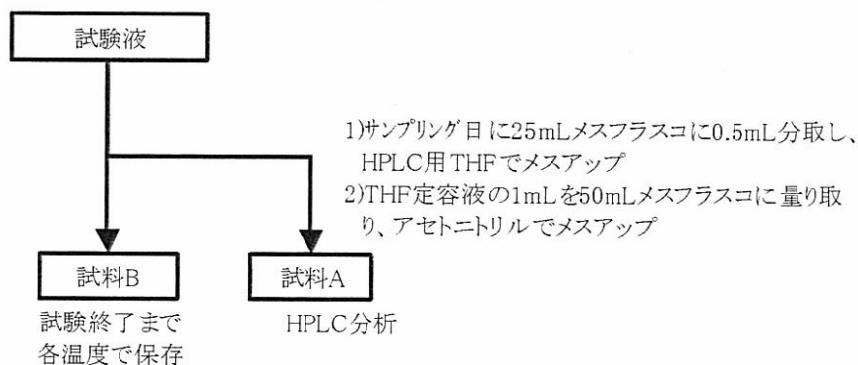 試験液
1)サンプリング日に25mLメスフラスコに0.5mL分取し、
HPLC用THFでメスアップ
2)THF定容液の1mLを50mLメスフラスコに量り取
り、アセトニトリルでメスアップ
試料B
試料A
試験終了まで
各温度で保存
HPLC分析